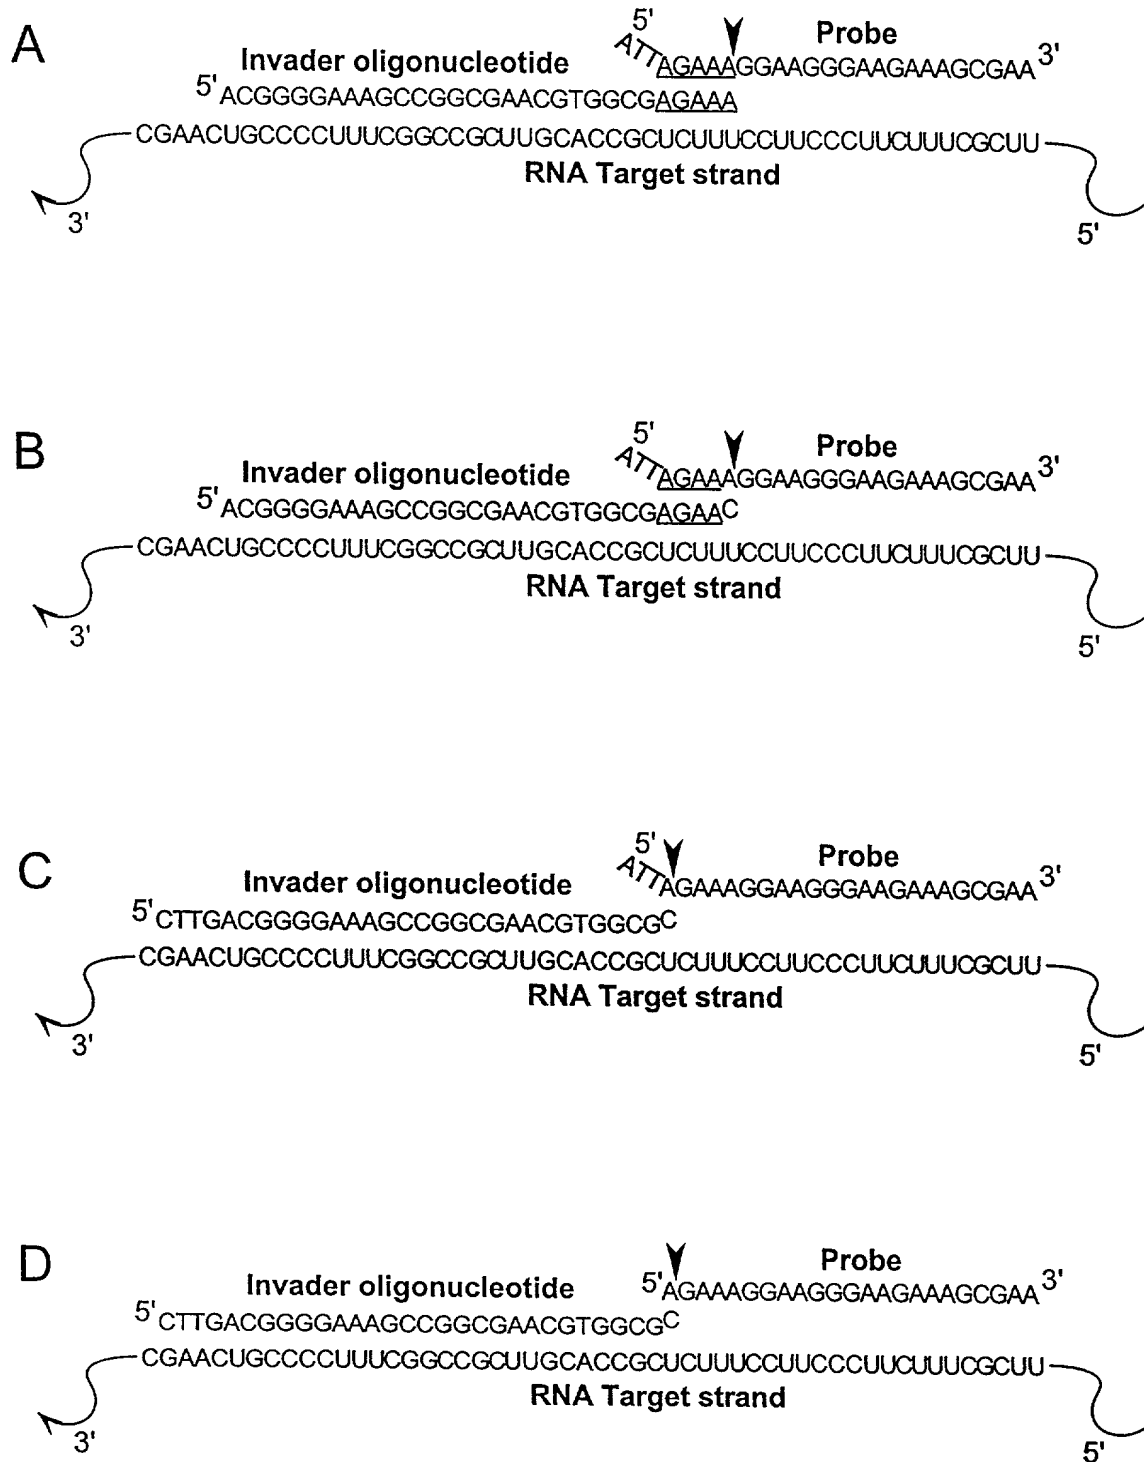 A
5'
Probe
Invader oligonucleotide
ATTAGAAAGGAAGGGAAGAAAGCGAA 3'
5' ACGGGGAAAGCCGGCGAACGTGGCGAGAAA
CGAACUGCCCCUUUCGGCCGCUUGCACCGCUCUUUCCUUCCCUUCUUUCGCUU
RNA Target strand
3'
5'
B
5'
Probe
Invader oligonucleotide
ATTAGAAAGGAAGGGAAGAAAGCGAA 3'
5' ACGGGGAAAGCCGGCGAACGTGGCGAGAAC
CGAACUGCCCCUUUCGGCCGCUUGCACCGCUCUUUCCUUCCCUUCUUUCGCUU
RNA Target strand
3'
5'
C
5'
Probe
Invader oligonucleotide
ATTAGAAAGGAAGGGAAGAAAGCGAA 3'
5' CTTGACGGGGAAAGCCGGCGAACGTGGCGC
CGAACUGCCCCUUUCGGCCGCUUGCACCGCUCUUUCCUUCCCUUCUUUCGCUU
RNA Target strand
3'
5'
D
Probe
Invader oligonucleotide
5' AGAAAGGAAGGGAAGAAAGCGAA 3'
5' CTTGACGGGGAAAGCCGGCGAACGTGGCGC
CGAACUGCCCCUUUCGGCCGCUUGCACCGCUCUUUCCUUCCCUUCUUUCGCUU
RNA Target strand
3'
5'